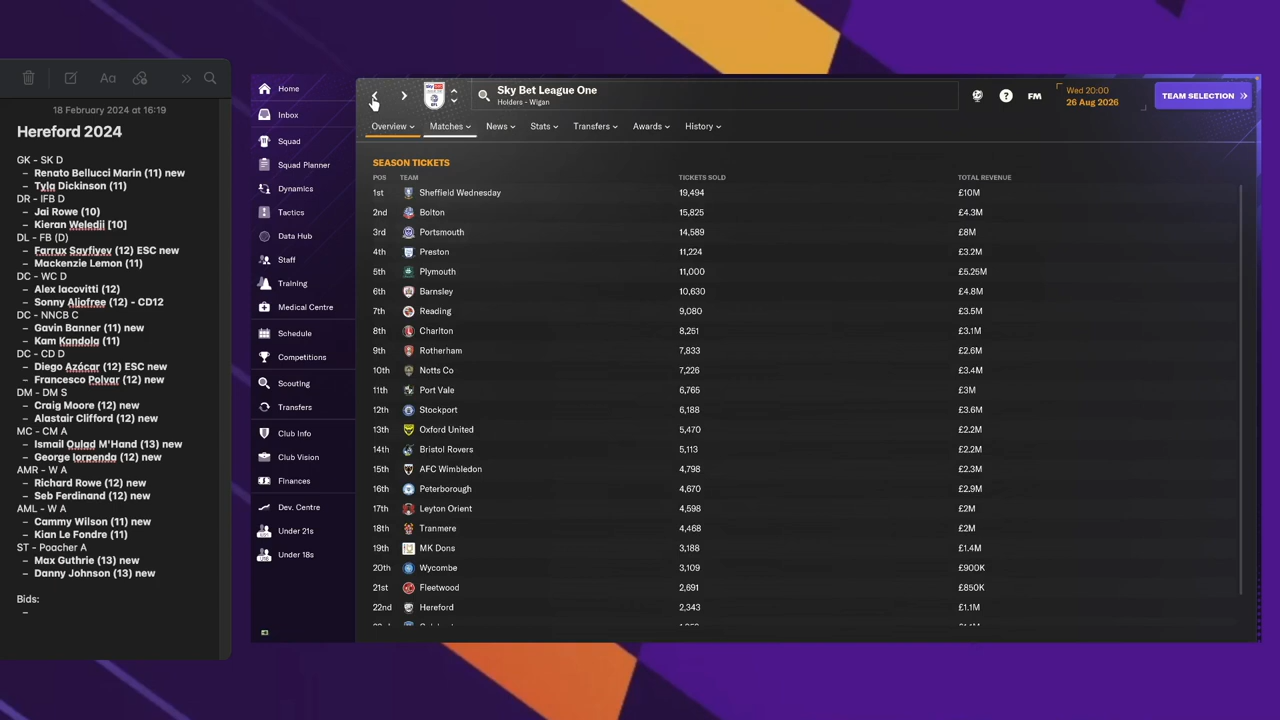 18 February 2024 at 16:19
Hereford 2024
GK - SK D
– Renato Bellucci Marin (11) new
– Tyla Dickinson (11)
DR - IFB D
– Jai Rowe (10)
– Kieran Weledji [10]
DL - FB (D)
– Farrux Sayfiyev (12) ESC new
– Mackenzie Lemon (11)
DC - WC D
– Alex Iacovitti (12)
– Sonny Aliofree (12) - CD12
DC - NNCB C
– Gavin Banner (11) new
– Kam Kandola (11)
DC - CD D
– Diego Azócar (12) ESC new
– Francesco Polvar (12) new
DM - DM S
– Craig Moore (12) new
– Alastair Clifford (12) new
MC - CM A
– Ismail Oulad M'Hand (13) new
– George Iorpenda (12) new
AMR - W A
– Richard Rowe (12) new
– Seb Ferdinand (12) new
AML - W A
– Cammy Wilson (11) new
– Kian Le Fondre (11)
ST - Poacher A
– Max Guthrie (13) new
– Danny Johnson (13) new
Bids:
–
Home
Inbox
Squad
Squad Planner
Dynamics
Tactics
Data Hub
Staff
Training
Medical Centre
Schedule
Competitions
Scouting
Transfers
Club Info
Club Vision
Finances
Dev. Centre
Under 21s
Under 18s
Sky Bet League One
Holders - Wigan
FM
Wed 20:00
26 Aug 2026
TEAM SELECTION
Overview Matches News Stats Transfers Awards History
SEASON TICKETS
POS TEAM TICKETS SOLD TOTAL REVENUE
1st Sheffield Wednesday 19,494 £10M
2nd Bolton 15,825 £4.3M
3rd Portsmouth 14,589 £8M
4th Preston 11,224 £3.2M
5th Plymouth 11,000 £5.25M
6th Barnsley 10,630 £4.8M
7th Reading 9,080 £3.5M
8th Charlton 8,251 £3.1M
9th Rotherham 7,833 £2.6M
10th Notts Co 7,226 £3.4M
11th Port Vale 6,765 £3M
12th Stockport 6,188 £3.6M
13th Oxford United 5,470 £2.2M
14th Bristol Rovers 5,113 £2.2M
15th AFC Wimbledon 4,798 £2.3M
16th Peterborough 4,670 £2.9M
17th Leyton Orient 4,598 £2M
18th Tranmere 4,468 £2M
19th MK Dons 3,188 £1.4M
20th Wycombe 3,109 £900K
21st Fleetwood 2,691 £850K
22nd Hereford 2,343 £1.1M